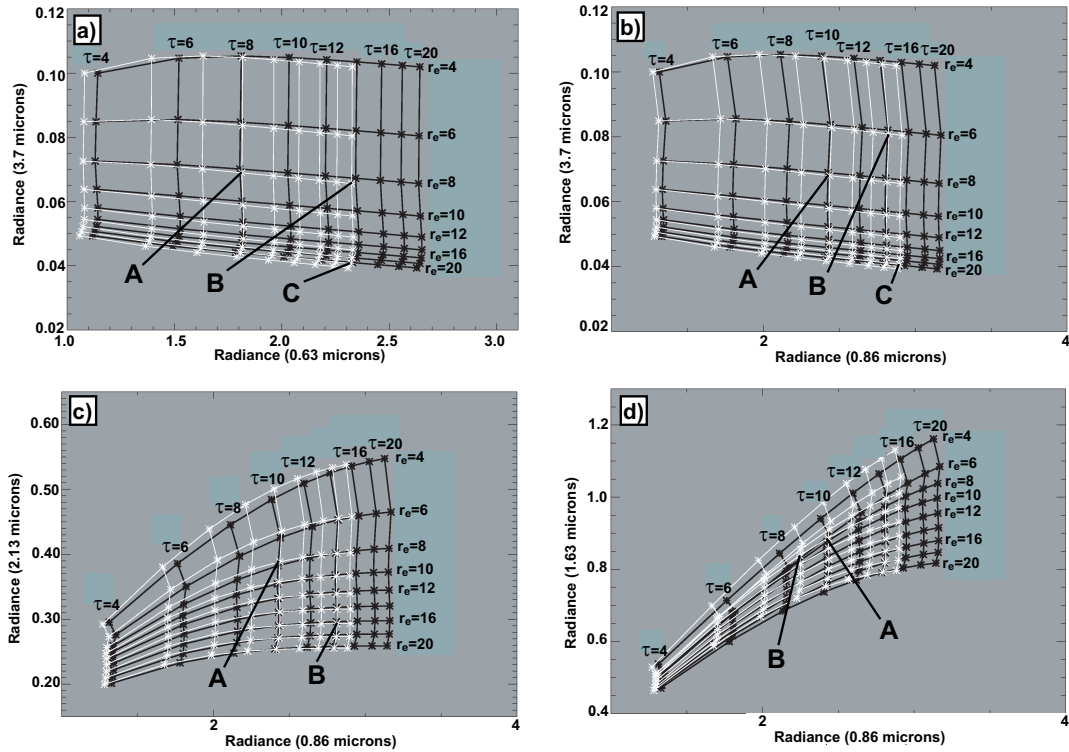 a)
τ=4
τ=6
τ=8
τ=10
τ=12
τ=16
τ=20
re=4
re=6
re=8
re=10
re=12
re=16
re=20
0.12
0.10
0.08
0.06
0.04
0.02
Radiance (3.7 microns)
1.0
1.5
2.0
2.5
3.0
Radiance (0.63 microns)
A
B
C
b)
τ=4
τ=6
τ=8
τ=10
τ=12
τ=16
τ=20
re=4
re=6
re=8
re=10
re=12
re=16
re=20
0.12
0.10
0.08
0.06
0.04
0.02
Radiance (3.7 microns)
2
4
Radiance (0.86 microns)
A
B
C
c)
τ=4
τ=6
τ=8
τ=10
τ=12
τ=16
τ=20
re=4
re=6
re=8
re=10
re=12
re=16
re=20
0.60
0.50
0.40
0.30
0.20
Radiance (2.13 microns)
2
4
Radiance (0.86 microns)
A
B
d)
τ=4
τ=6
τ=8
τ=10
τ=12
τ=16
τ=20
re=4
re=6
re=8
re=10
re=12
re=16
re=20
1.2
1.0
0.8
0.6
0.4
Radiance (1.63 microns)
2
4
Radiance (0.86 microns)
A
B